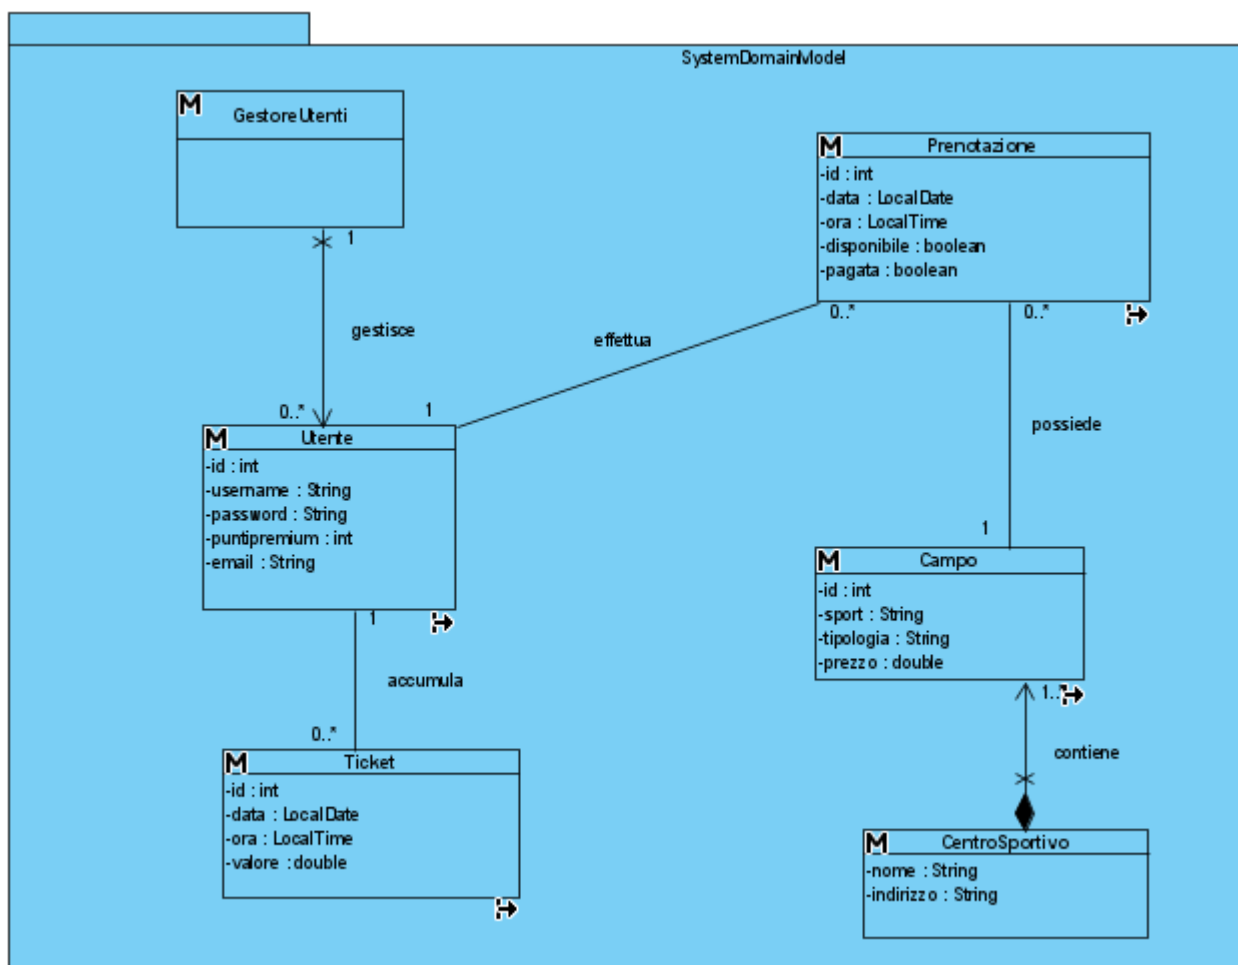 SystemDomainModel
M
GestoreUtenti
1
gestisce
0..*
M
Prenotazione
-id : int
-data : LocalDate
-ora : LocalTime
-disponibile : boolean
-pagata : boolean
0..*
0..*
effettua
1
possiede
1
M
Utente
-id : int
-username : String
-password : String
-puntipremium : int
-email : String
1
accumula
0..*
M
Campo
-id : int
-sport : String
-tipologia : String
-prezzo : double
1..*
contiene
M
Ticket
-id : int
-data : LocalDate
-ora : LocalTime
-valore : double
M
CentroSportivo
-nome : String
-indirizzo : String